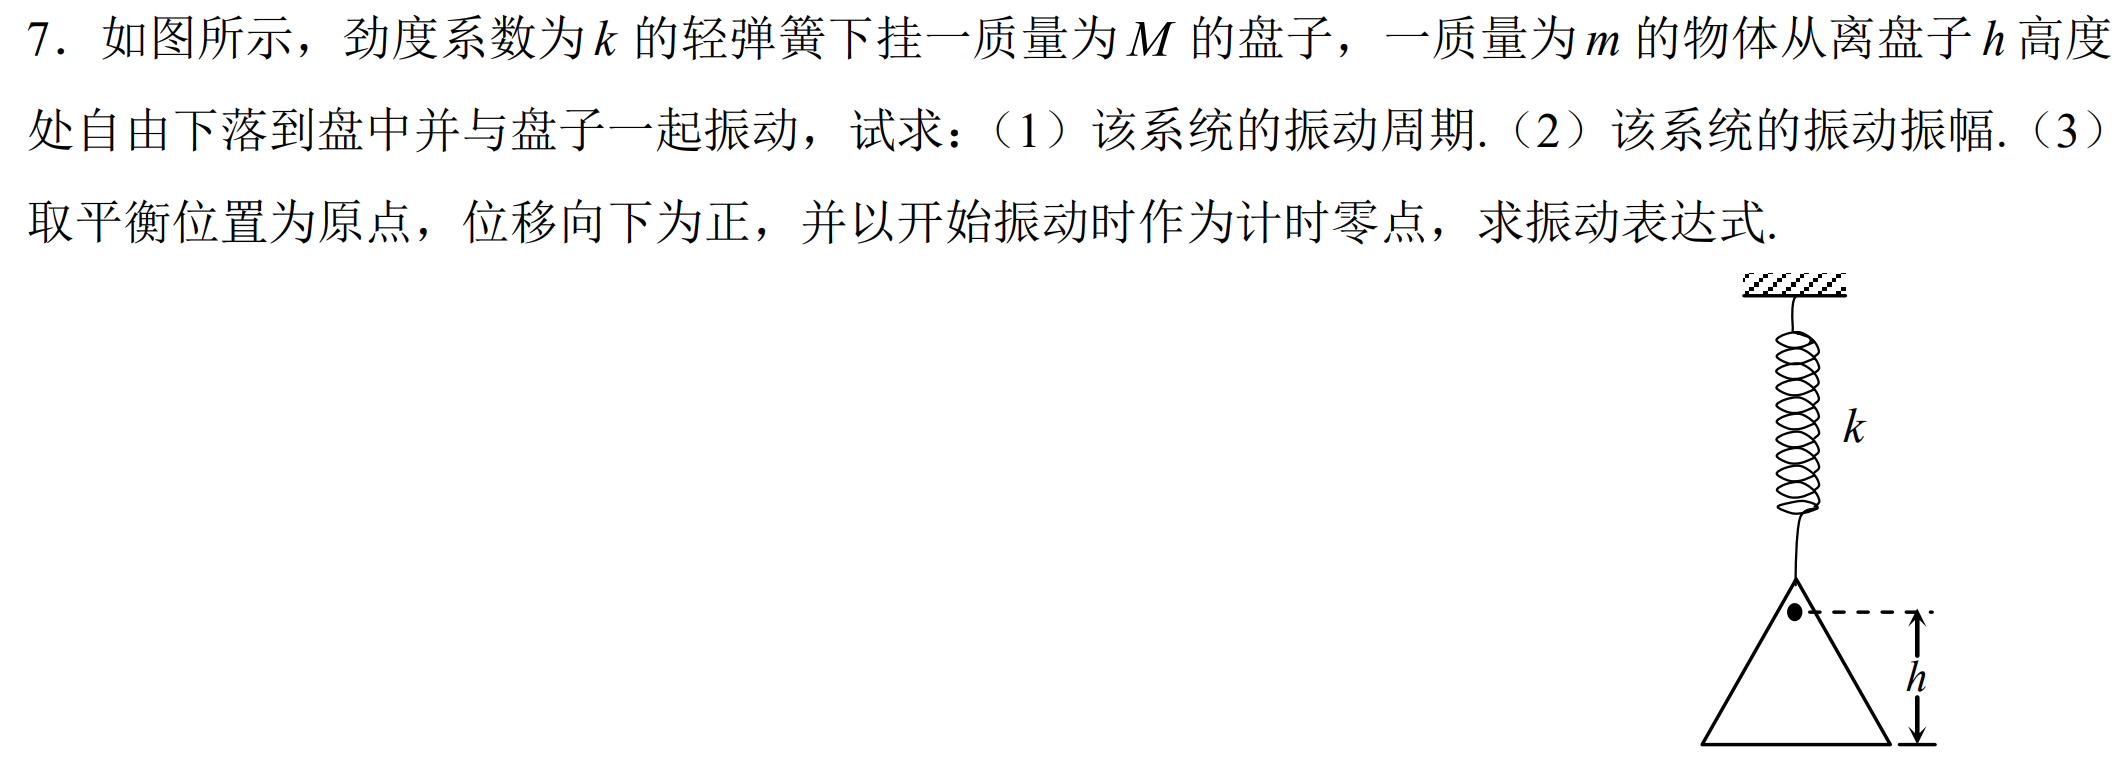 7．如图所示，劲度系数为k 的轻弹簧下挂一质量为M 的盘子，一质量为m 的物体从离盘子h高度
处自由下落到盘中并与盘子一起振动，试求：（1）该系统的振动周期.（2）该系统的振动振幅.（3）
取平衡位置为原点，位移向下为正，并以开始振动时作为计时零点，求振动表达式.
k
h